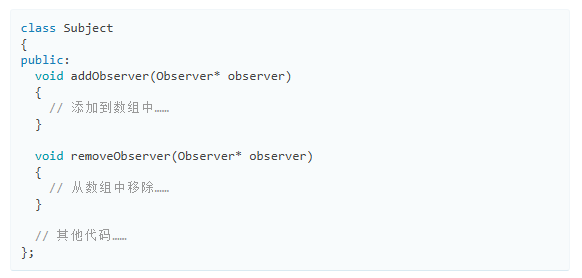 class Subject
{
public:
  void addObserver(Observer* observer)
  {
    // 添加到数组中……
  }

  void removeObserver(Observer* observer)
  {
    // 从数组中移除……
  }

  // 其他代码……
};